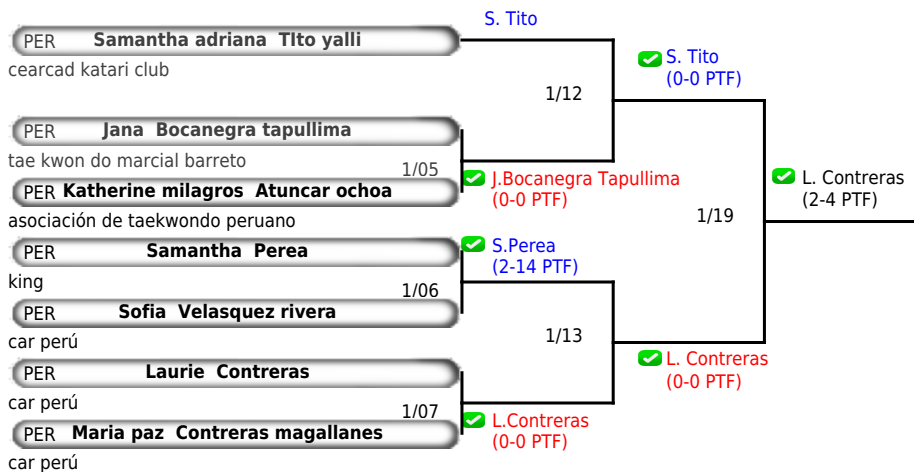 S. Tito
PER Samantha adriana TIto yalli
cearcad katari club
S. Tito
(0-0 PTF)
1/12
PER Jana Bocanegra tapullima
tae kwon do marcial barreto
1/05
J.Bocanegra Tapullima
(0-0 PTF)
L. Contreras
(2-4 PTF)
PER Katherine milagros Atuncar ochoa
asociación de taekwondo peruano
1/19
PER Samantha Perea
king
S.Perea
(2-14 PTF)
1/06
PER Sofia Velasquez rivera
car perú
1/13
PER Laurie Contreras
car perú
L. Contreras
(0-0 PTF)
1/07
L.Contreras
(0-0 PTF)
PER Maria paz Contreras magallanes
car perú